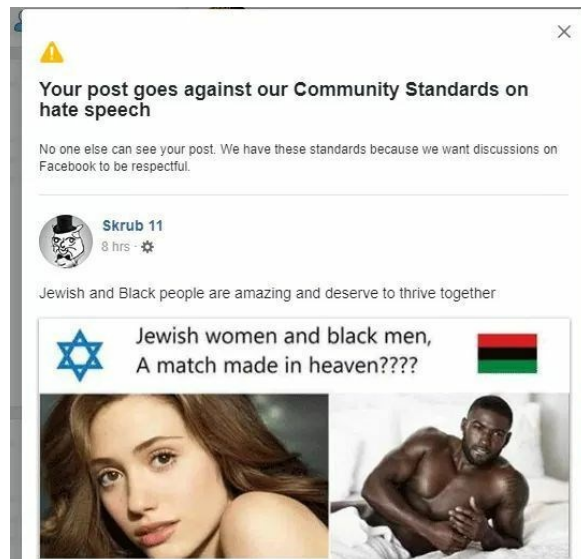 Your post goes against our Community Standards on
hate speech
No one else can see your post. We have these standards because we want discussions on
Facebook to be respectful.
Skrub 11
8 hrs ·
Jewish and Black people are amazing and deserve to thrive together
Jewish women and black men,
A match made in heaven????